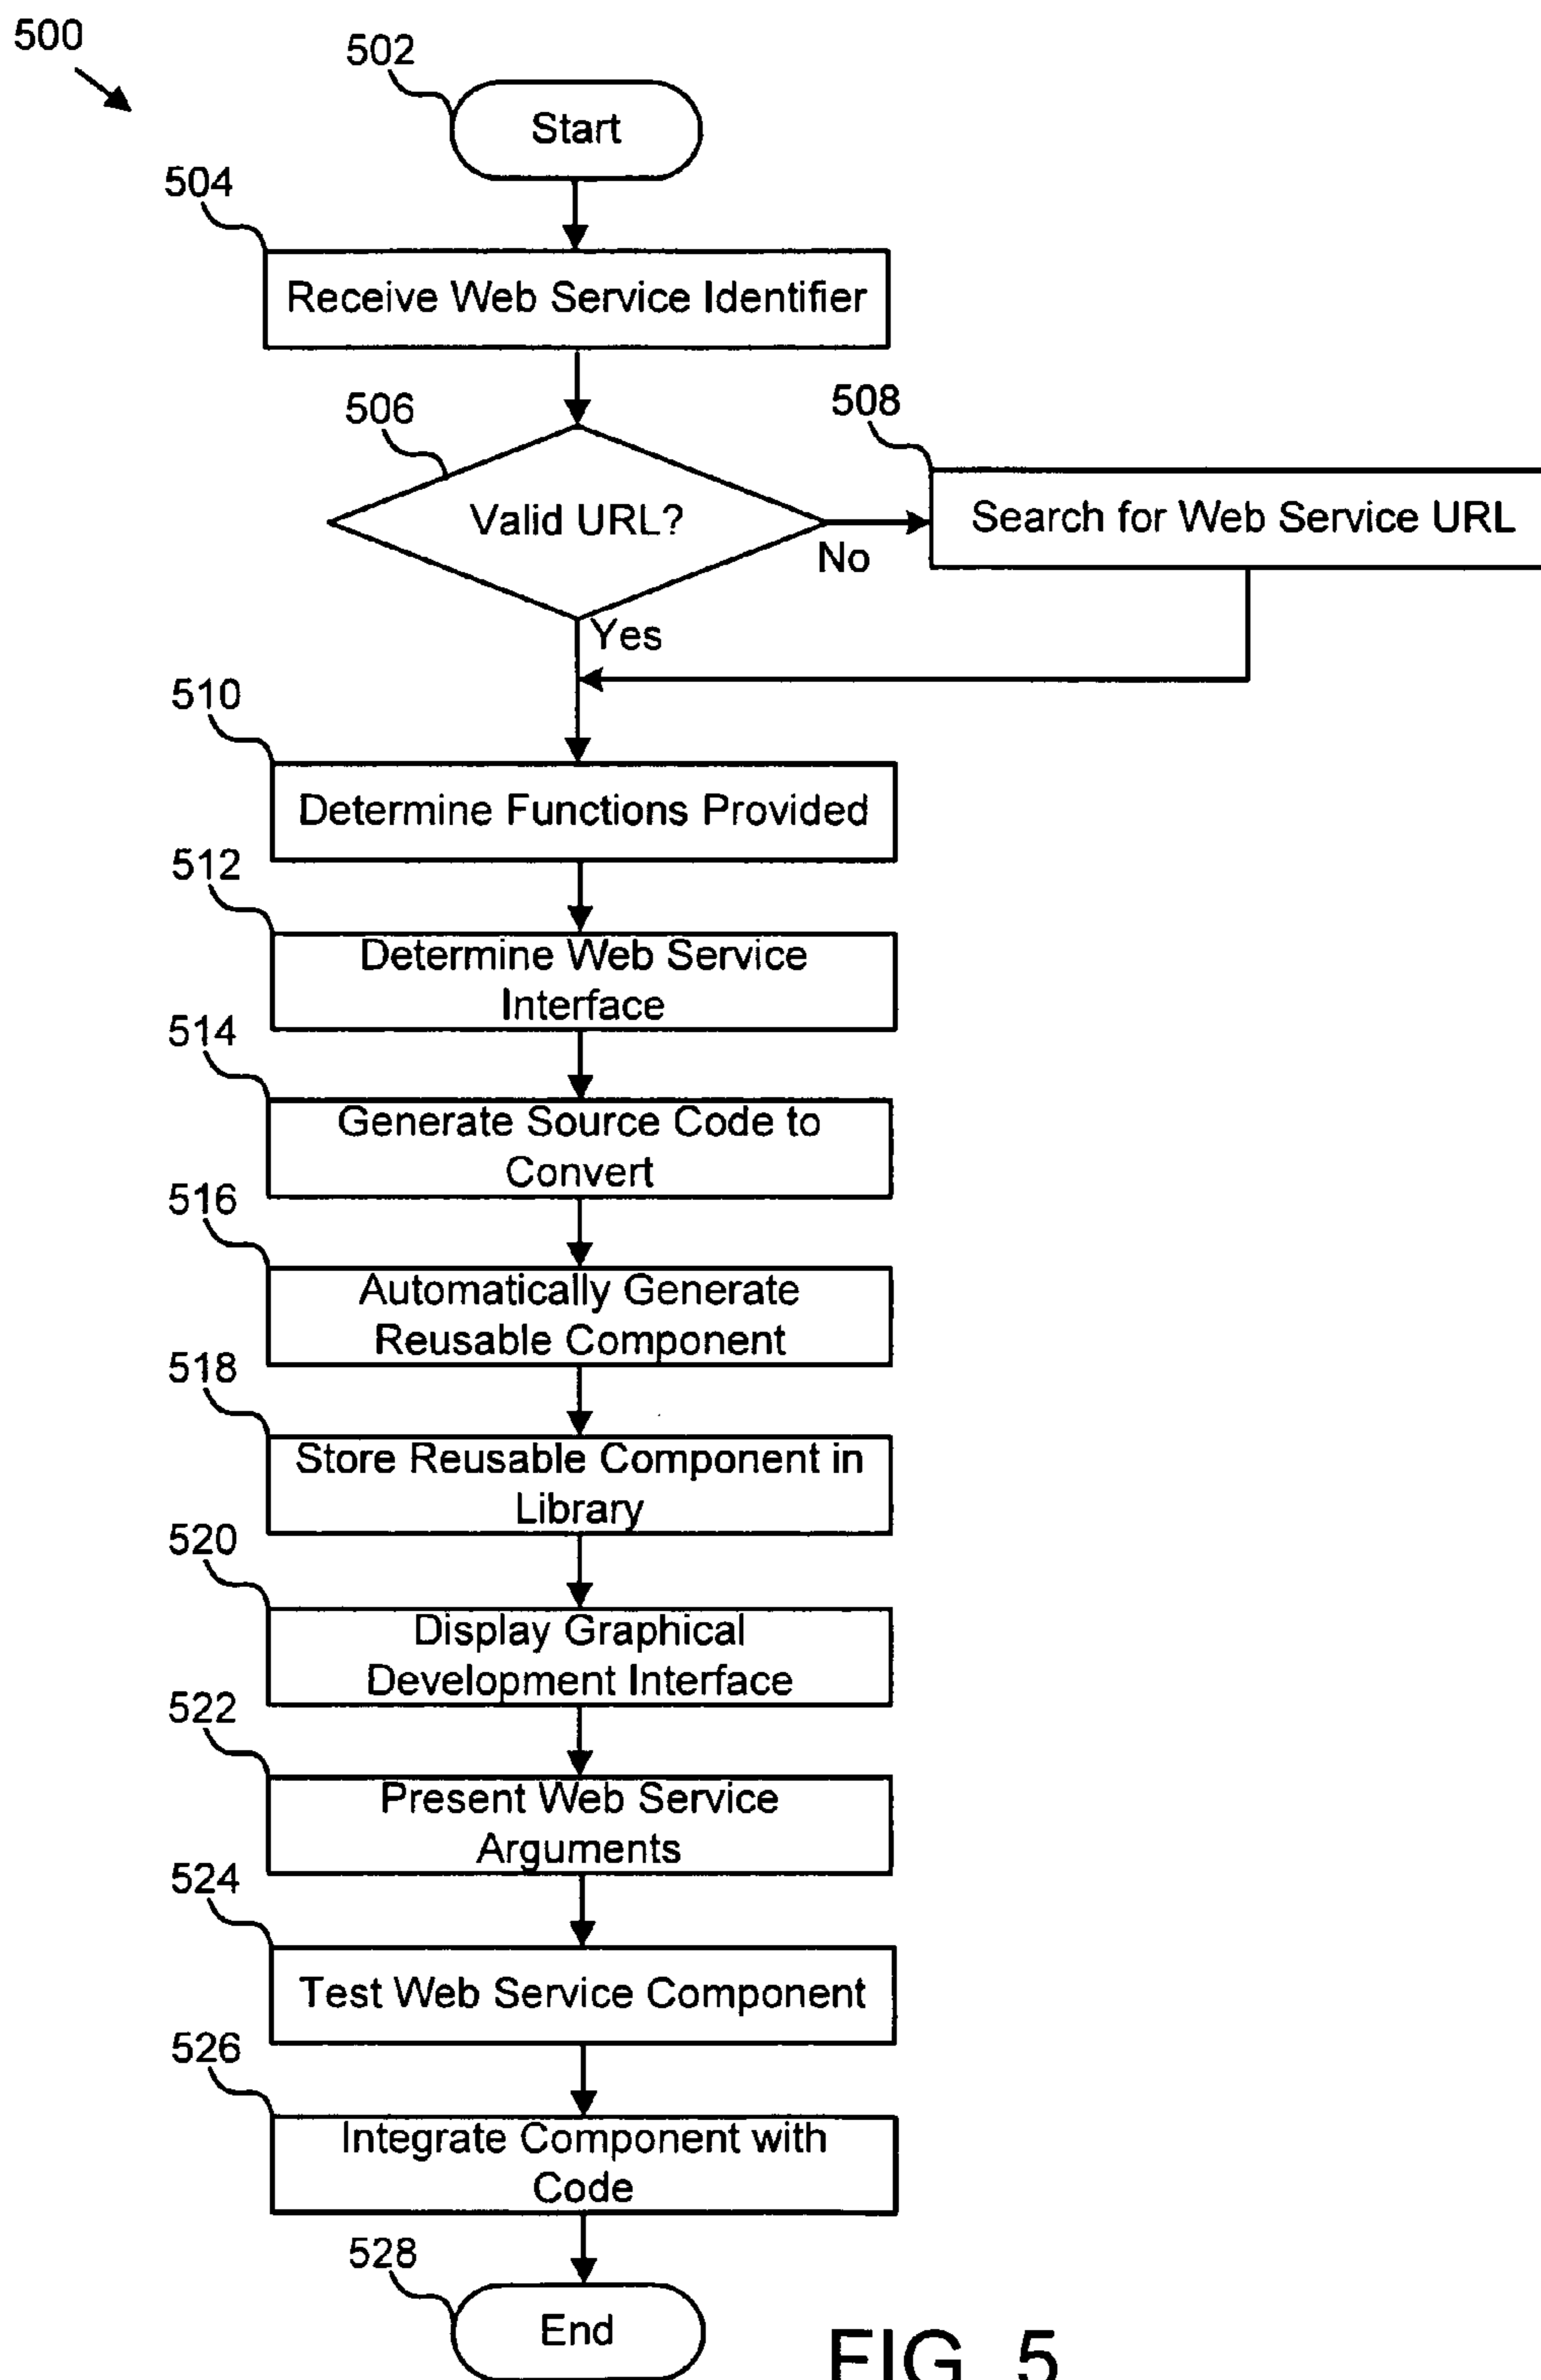 500
502
Start
504
Receive Web Service Identifier
506
Valid URL?
No
508
Search for Web Service URL
Yes
510
Determine Functions Provided
512
Determine Web Service
Interface
514
Generate Source Code to
Convert
516
Automatically Generate
Reusable Component
518
Store Reusable Component in
Library
520
Display Graphical
Development Interface
522
Present Web Service
Arguments
524
Test Web Service Component
526
Integrate Component with
Code
528
End
FIG. 5